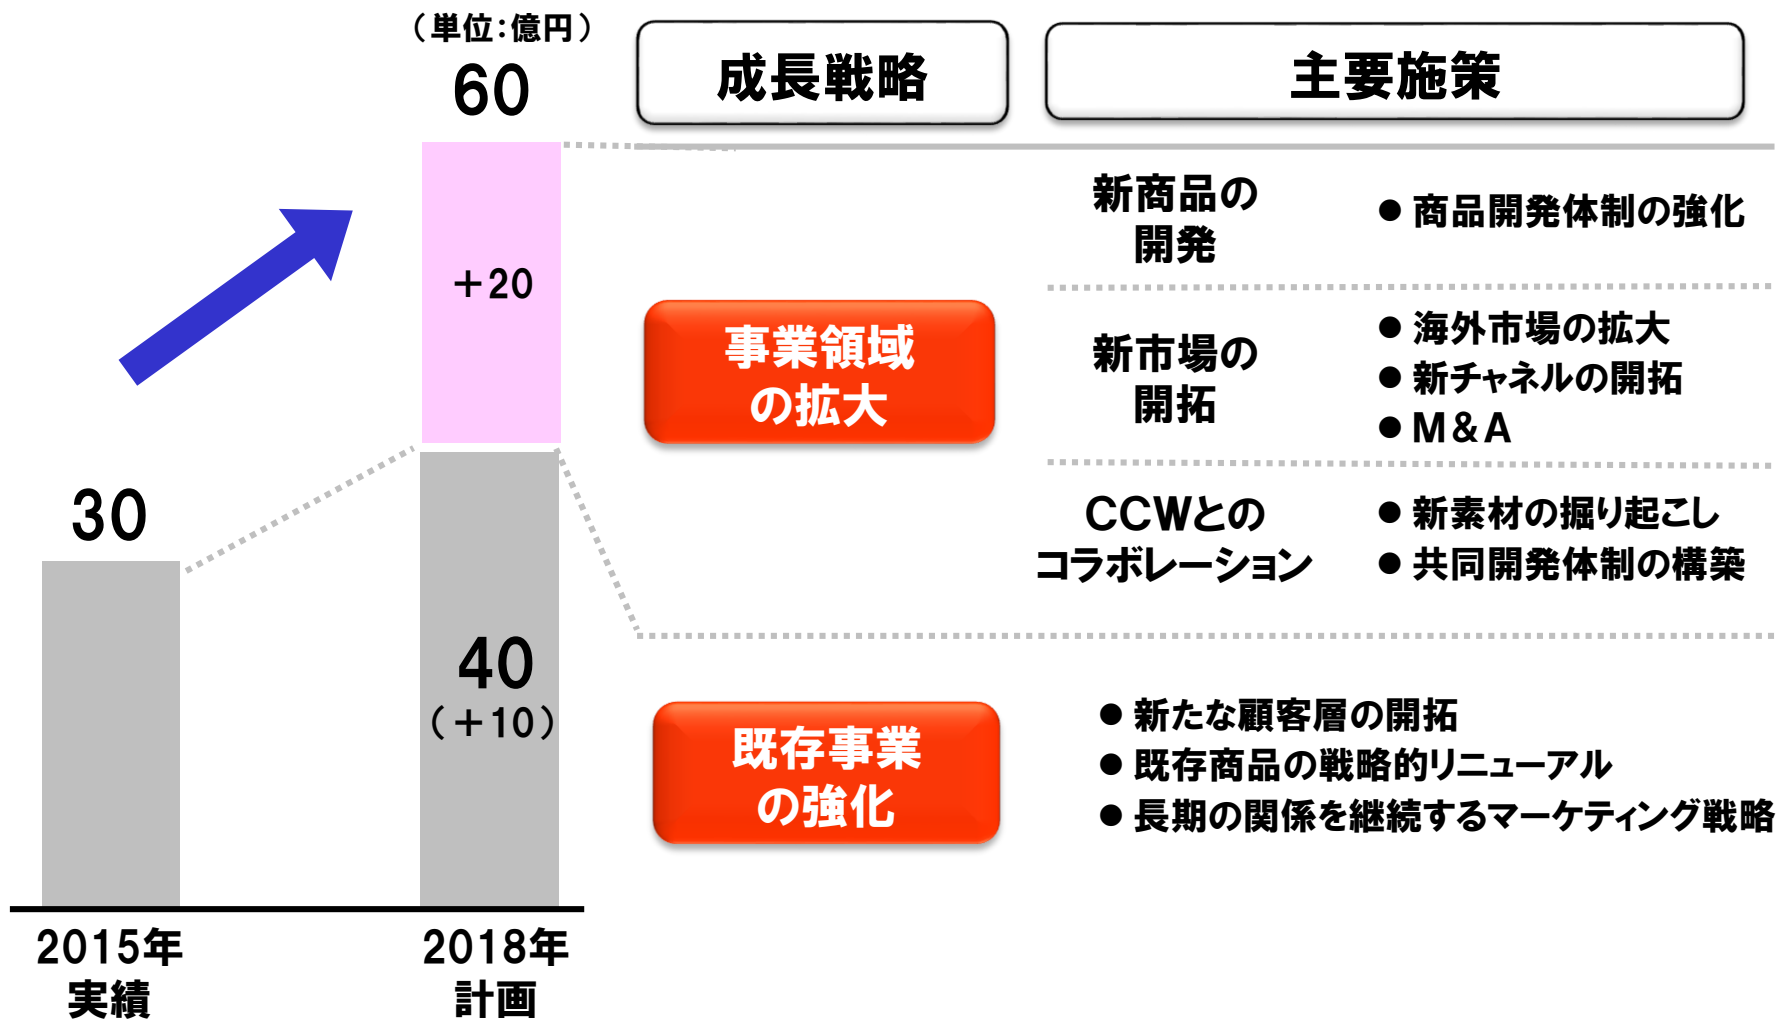 （単位：億円）
60
＋20
30
40
（＋10）
2015年
実績
2018年
計画
成長戦略
主要施策
事業領域
の拡大
新商品の
開発
● 商品開発体制の強化
新市場の
開拓
● 海外市場の拡大
● 新チャネルの開拓
● M＆A
CCWとの
コラボレーション
● 新素材の掘り起こし
● 共同開発体制の構築
既存事業
の強化
● 新たな顧客層の開拓
● 既存商品の戦略的リニューアル
● 長期の関係を継続するマーケティング戦略